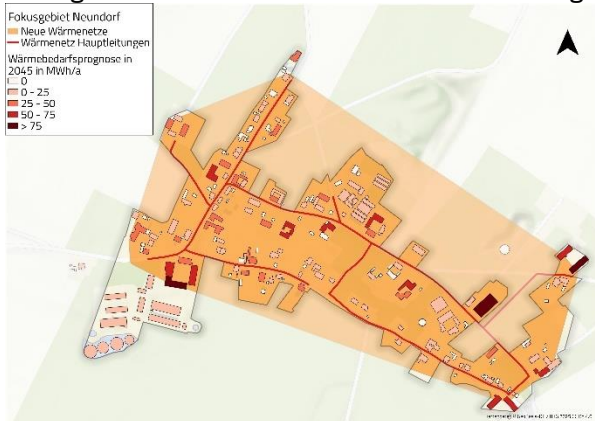 Fokusgebiet Neundorf
Neue Wärmenetze
Wärmenetz Hauptleitungen
Wärmebedarfsprognose in
2045 in MWh/a
0
0 - 25
25 - 50
50 - 75
> 75